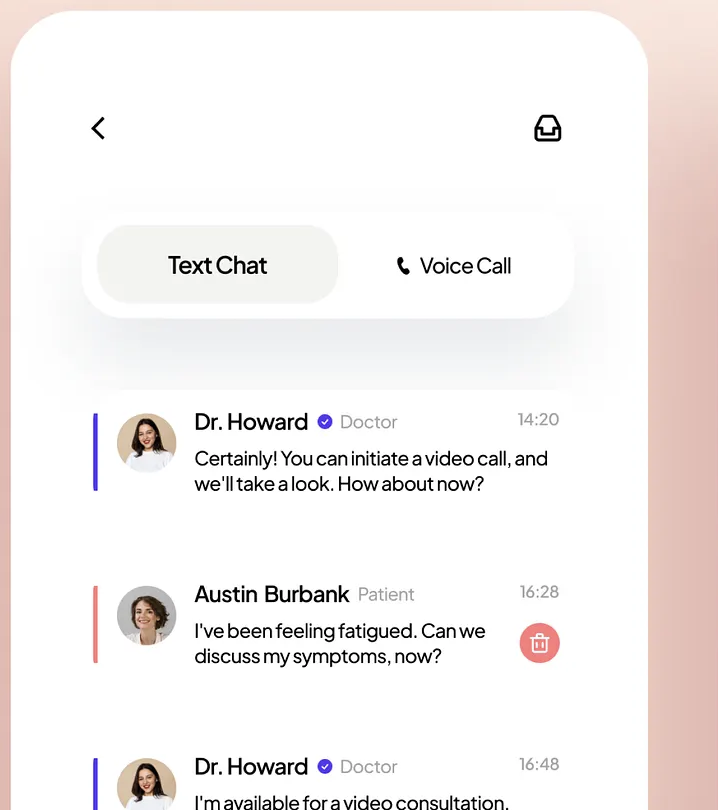 Text Chat
Voice Call
Dr. Howard Doctor 14:20
Certainly! You can initiate a video call, and
we'll take a look. How about now?
Austin Burbank Patient 16:28
I've been feeling fatigued. Can we
discuss my symptoms, now?
Dr. Howard Doctor 16:48
I'm available for a video consultation.